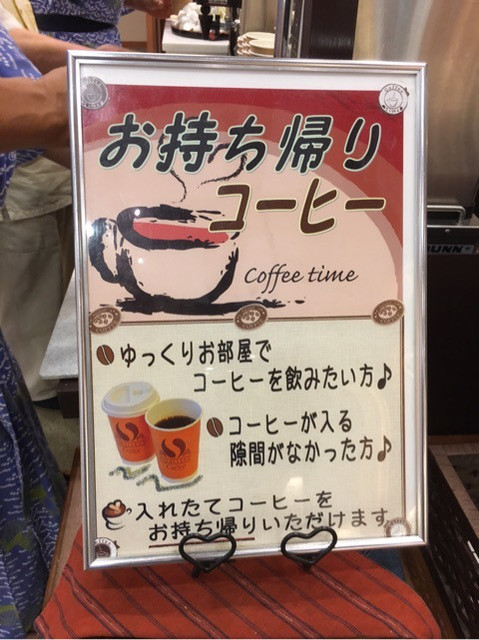 お持ち帰り
コーヒー
Coffee time
ゆっくりお部屋で
コーヒーを飲みたい方♪
コーヒーが入る
隙間がなかった方♪
入れたてコーヒーを
お持ち帰りいただけます
BUNN